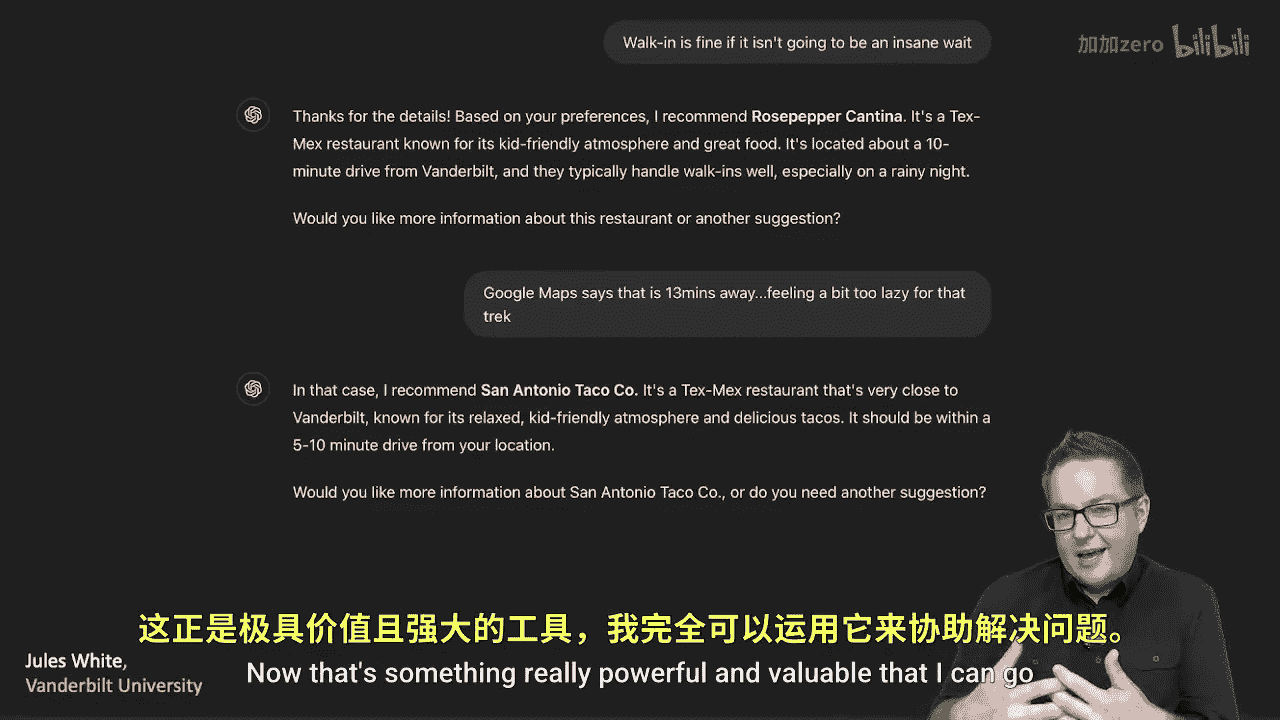 Walk-in is fine if it isn't going to be an insane wait
加加zero bilibili
Thanks for the details! Based on your preferences, I recommend Rosepepper Cantina. It's a Tex-
Mex restaurant known for its kid-friendly atmosphere and great food. It's located about a 10-
minute drive from Vanderbilt, and they typically handle walk-ins well, especially on a rainy night.
Would you like more information about this restaurant or another suggestion?
Google Maps says that is 13mins away...feeling a bit too lazy for that
trek
In that case, I recommend San Antonio Taco Co. It's a Tex-Mex restaurant that's very close to
Vanderbilt, known for its relaxed, kid-friendly atmosphere and delicious tacos. It should be within a
5-10 minute drive from your location.
Would you like more information about San Antonio Taco Co., or do you need another suggestion?
这正是极具价值且强大的工具，我完全可以运用它来协助解决问题。
Jules White,
Vanderbilt University
Now that's something really powerful and valuable that I can go